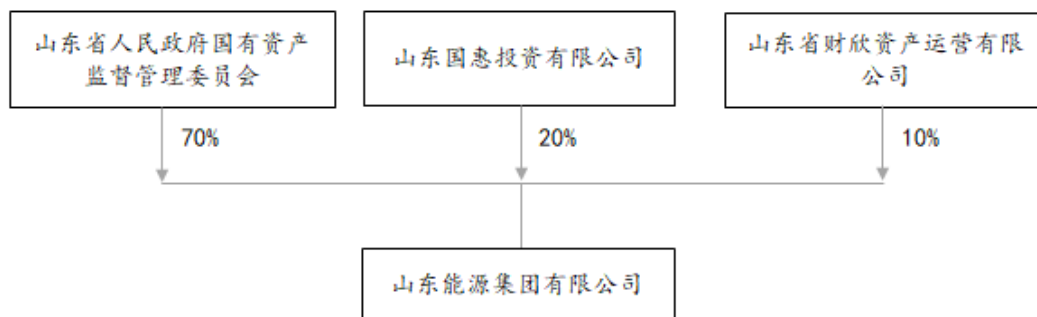 山东省人民政府国有资产
监督管理委员会
山东国惠投资有限公司
山东省财欣资产运营有限
公司
70%
20%
10%
山东能源集团有限公司